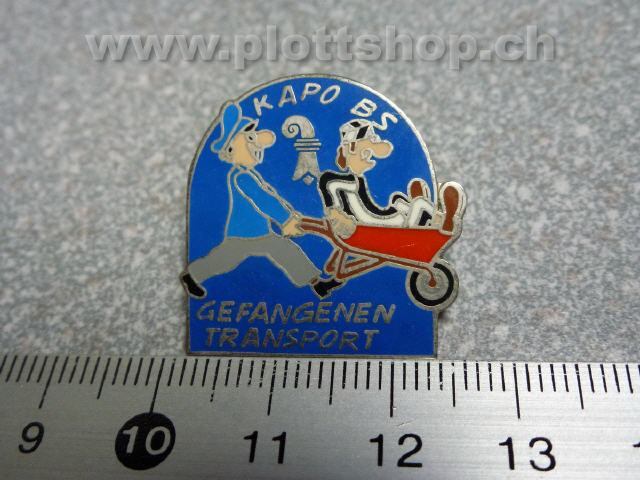 www.plottshop.ch
KAPO BS
GEFANGENEN
TRANSPORT
9 10 11 12 13